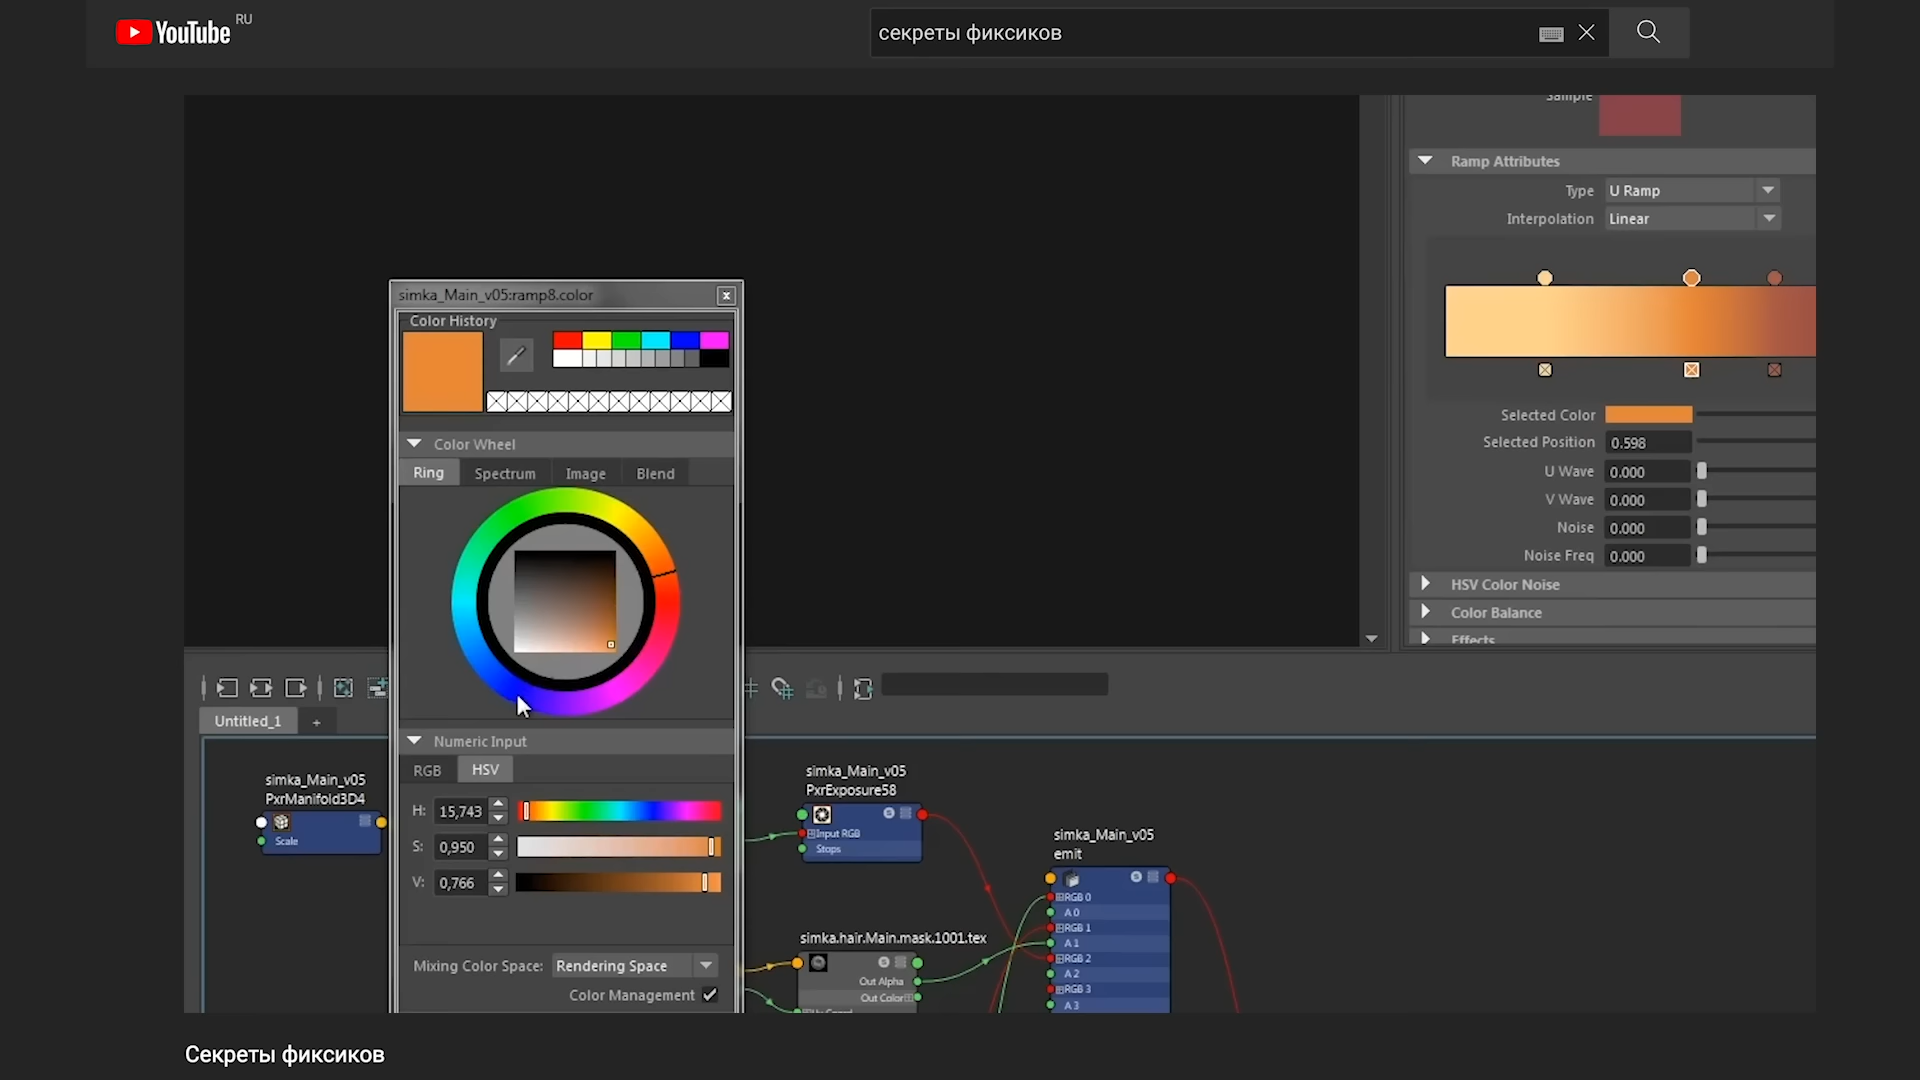 YouTube RU
секреты фиксиков
Sample
Ramp Attributes
Type U Ramp
Interpolation Linear
Selected Color
Selected Position 0.598
U Wave 0.000
V Wave 0.000
Noise 0.000
Noise Freq 0.000
HSV Color Noise
Color Balance
Effects
simka_Main_v05:ramp8.color
Color History
Color Wheel
Ring Spectrum Image Blend
Numeric Input
RGB HSV
H: 15,743
S: 0,950
V: 0,766
Mixing Color Space: Rendering Space
Color Management
Untitled_1 +
simka_Main_v05
PxrManifold3D4
Scale
simka_Main_v05
PxrExposure58
Input RGB
Stops
simka.hair.Main.mask.1001.tex
Out Alpha
Out Color
simka_Main_v05
emit
RGB 0
A 0
RGB 1
A 1
RGB 2
A 2
RGB 3
A 3
Секреты фиксиков